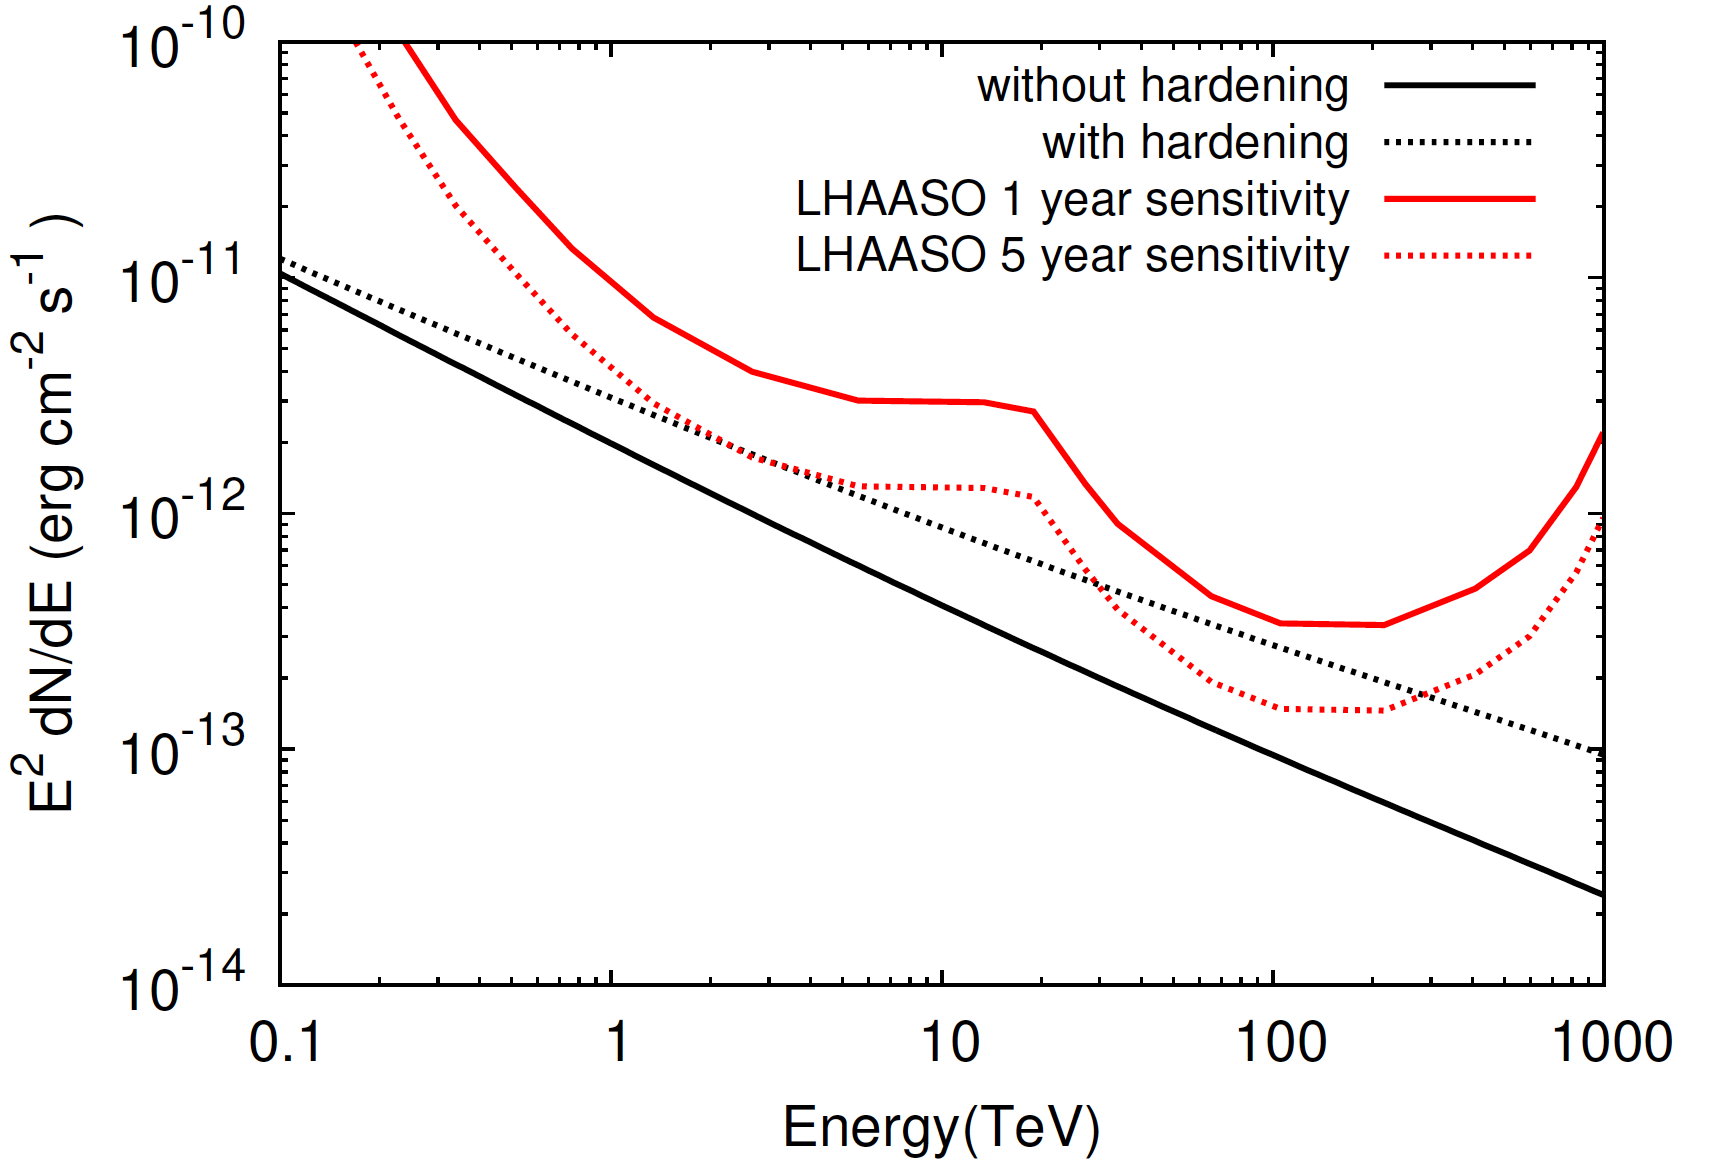 10^-10
10^-11
10^-12
10^-13
10^-14
E^2 dN/dE (erg cm^-2 s^-1 )
without hardening
with hardening
LHAASO 1 year sensitivity
LHAASO 5 year sensitivity
0.1 1 10 100 1000
Energy(TeV)